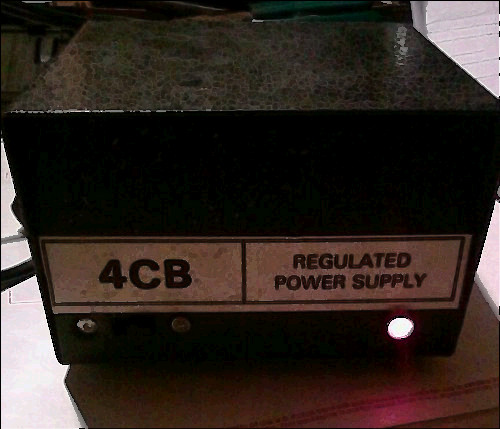 4CB
REGULATED
POWER SUPPLY